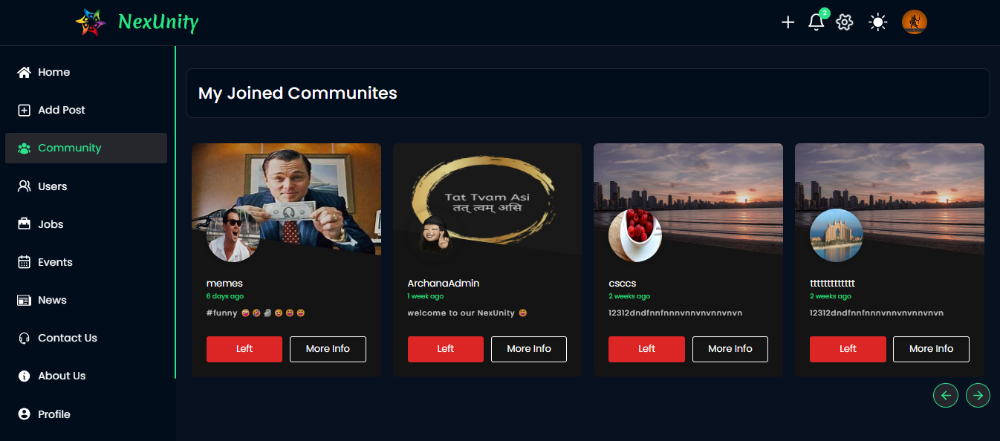 NexUnity
2
Home
Add Post
Community
Users
Jobs
Events
News
Contact Us
About Us
Profile
My Joined Communites
Tat Tvam Asi
तत् त्वम् असि
memes
6 days ago
#funny 🤪🤣🗿🤓😝😄
Left
More Info
ArchanaAdmin
1 week ago
welcome to our NexUnity 😄
Left
More Info
csccs
2 weeks ago
12312dndfnnfnnnvnnvnvnnvnvn
Left
More Info
ttttttttttttt
2 weeks ago
12312dndfnnfnnnvnnvnvnnvnvn
Left
More Info